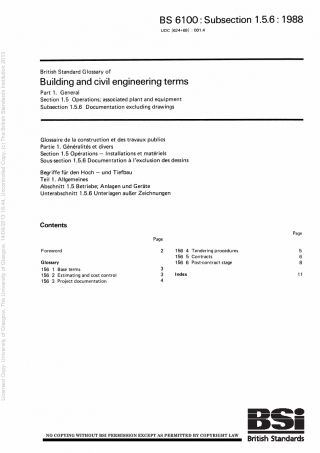 BS 6100 : Subsection 1.5.6 : 1988
UDC [624+69] : 001.4
British Standard Glossary of
Building and civil engineering terms
Part 1. General
Section 1.5 Operations; associated plant and equipment
Subsection 1.5.6 Documentation excluding drawings
Glossaire de la construction et des travaux publics
Partie 1. Généralités et divers
Section 1.5 Opérations — Installations et matériels
Sous-section 1.5.6 Documentation à l'exclusion des dessins
Begriffe für den Hoch — und Tiefbau
Teil 1. Allgemeines
Abschnitt 1.5 Betriebe; Anlagen und Geräte
Unterabschnitt 1.5.6 Unterlagen außer Zeichnungen
Contents
Page
Foreword 2
Glossary
156 1 Base terms 3
156 2 Estimating and cost control 3
156 3 Project documentation 4
Page
156 4 Tendering procedures 5
156 5 Contracts 6
156 6 Post-contract stage 8
Index 11
Licensed Copy: University of Glasgow, University of Glasgow, 14/03/2013 10:44, Uncontrolled Copy, (c) The British Standards Institution 2013
NO COPYING WITHOUT BSI PERMISSION EXCEPT AS PERMITTED BY COPYRIGHT LAW
BSi
British Standards